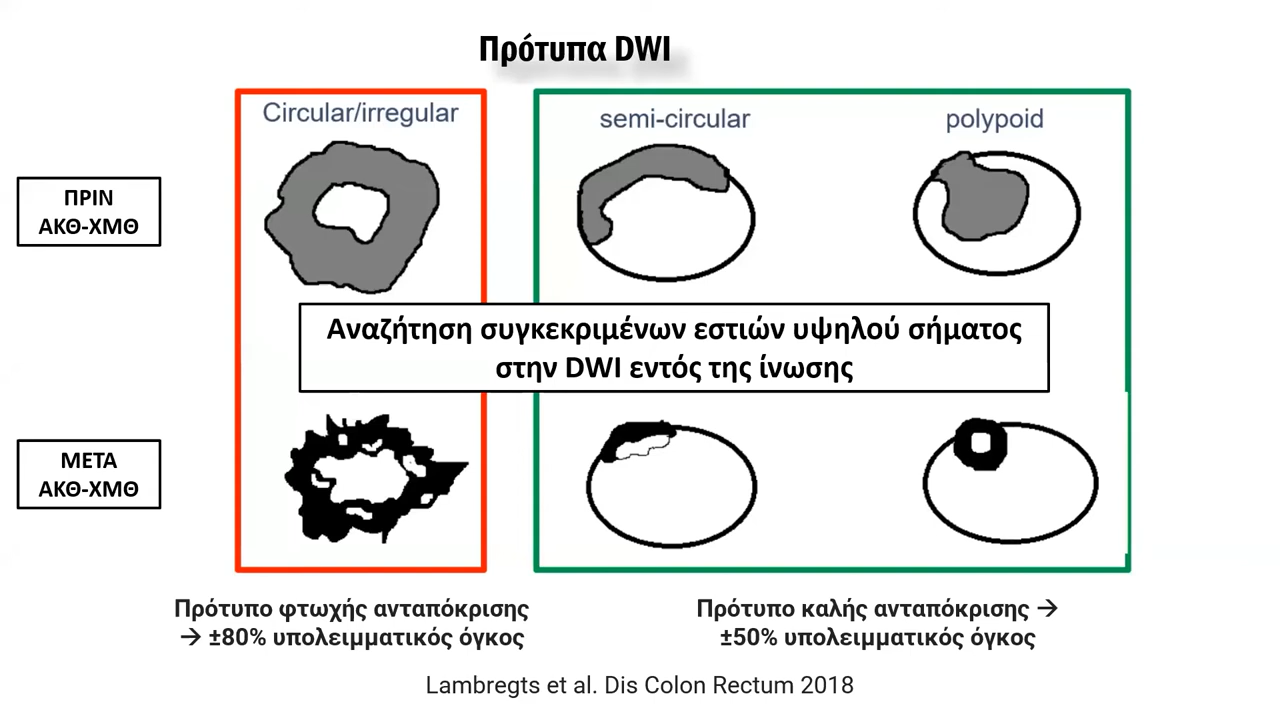 Πρότυπα DWI
Circular/irregular
semi-circular
polypoid
ΠΡΙΝ
ΑΚΘ-ΧΜΘ
Αναζήτηση συγκεκριμένων εστιών υψηλού σήματος
στην DWI εντός της ίνωσης
ΜΕΤΑ
ΑΚΘ-ΧΜΘ
Πρότυπο φτωχής ανταπόκρισης
→ ±80% υπολειμματικός όγκος
Πρότυπο καλής ανταπόκρισης →
±50% υπολειμματικός όγκος
Lambregts et al. Dis Colon Rectum 2018